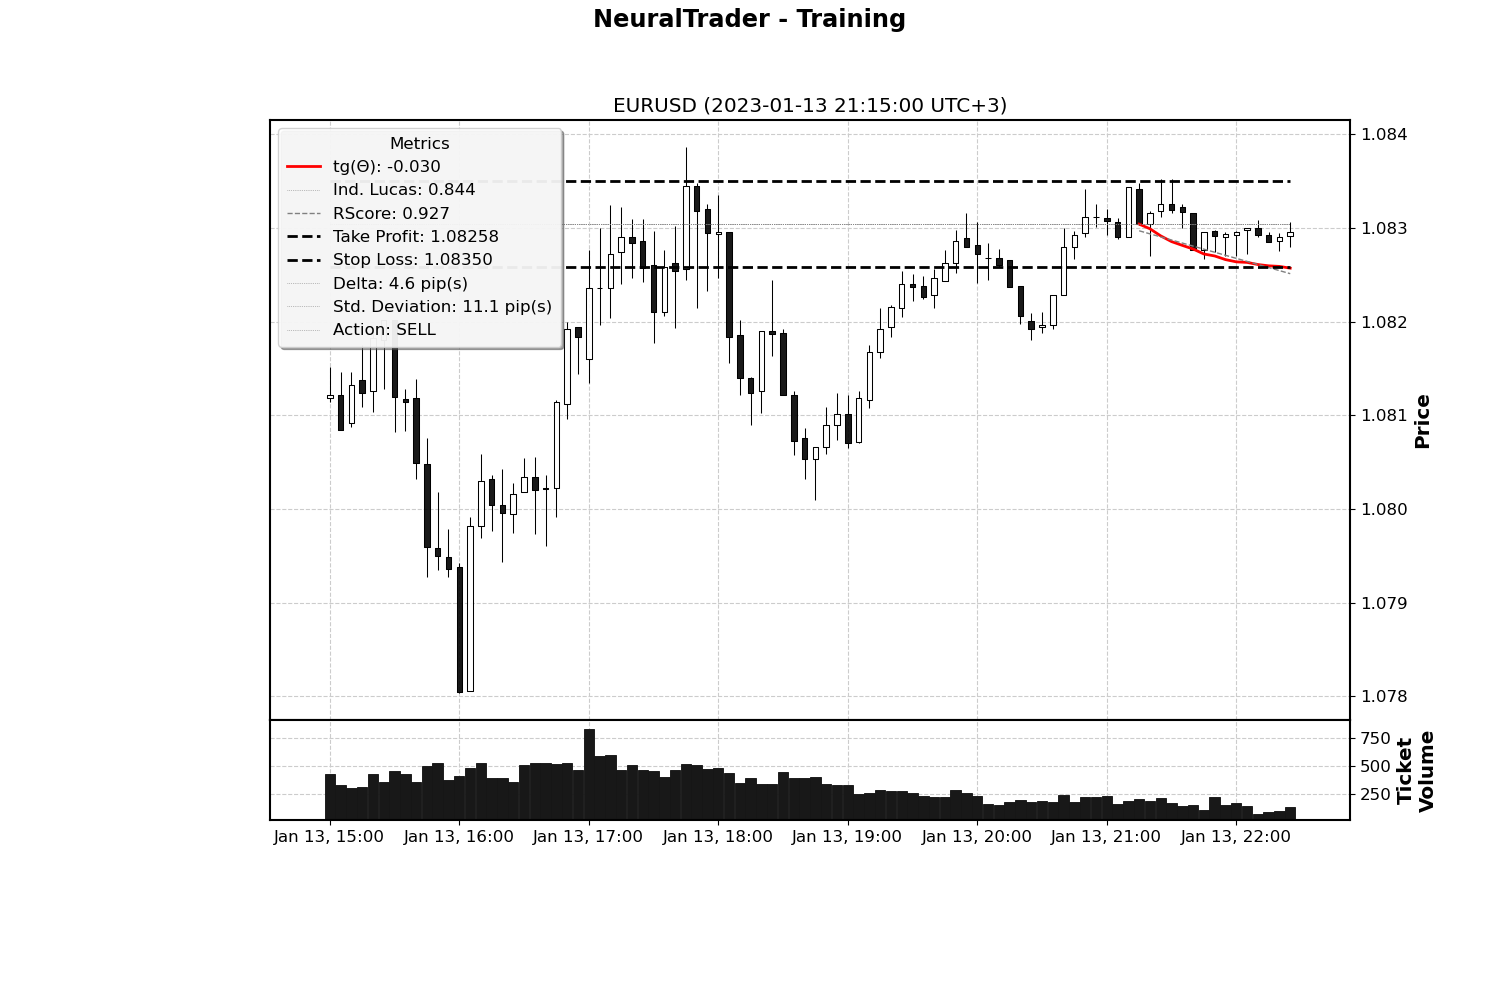 NeuralTrader - Training
EURUSD (2023-01-13 21:15:00 UTC+3)
Metrics
tg(Θ): -0.030
Ind. Lucas: 0.844
RScore: 0.927
Take Profit: 1.08258
Stop Loss: 1.08350
Delta: 4.6 pip(s)
Std. Deviation: 11.1 pip(s)
Action: SELL
1.084
1.083
1.082
1.081
1.080
1.079
1.078
Price
750
500
250
Ticket
Volume
Jan 13, 15:00
Jan 13, 16:00
Jan 13, 17:00
Jan 13, 18:00
Jan 13, 19:00
Jan 13, 20:00
Jan 13, 21:00
Jan 13, 22:00